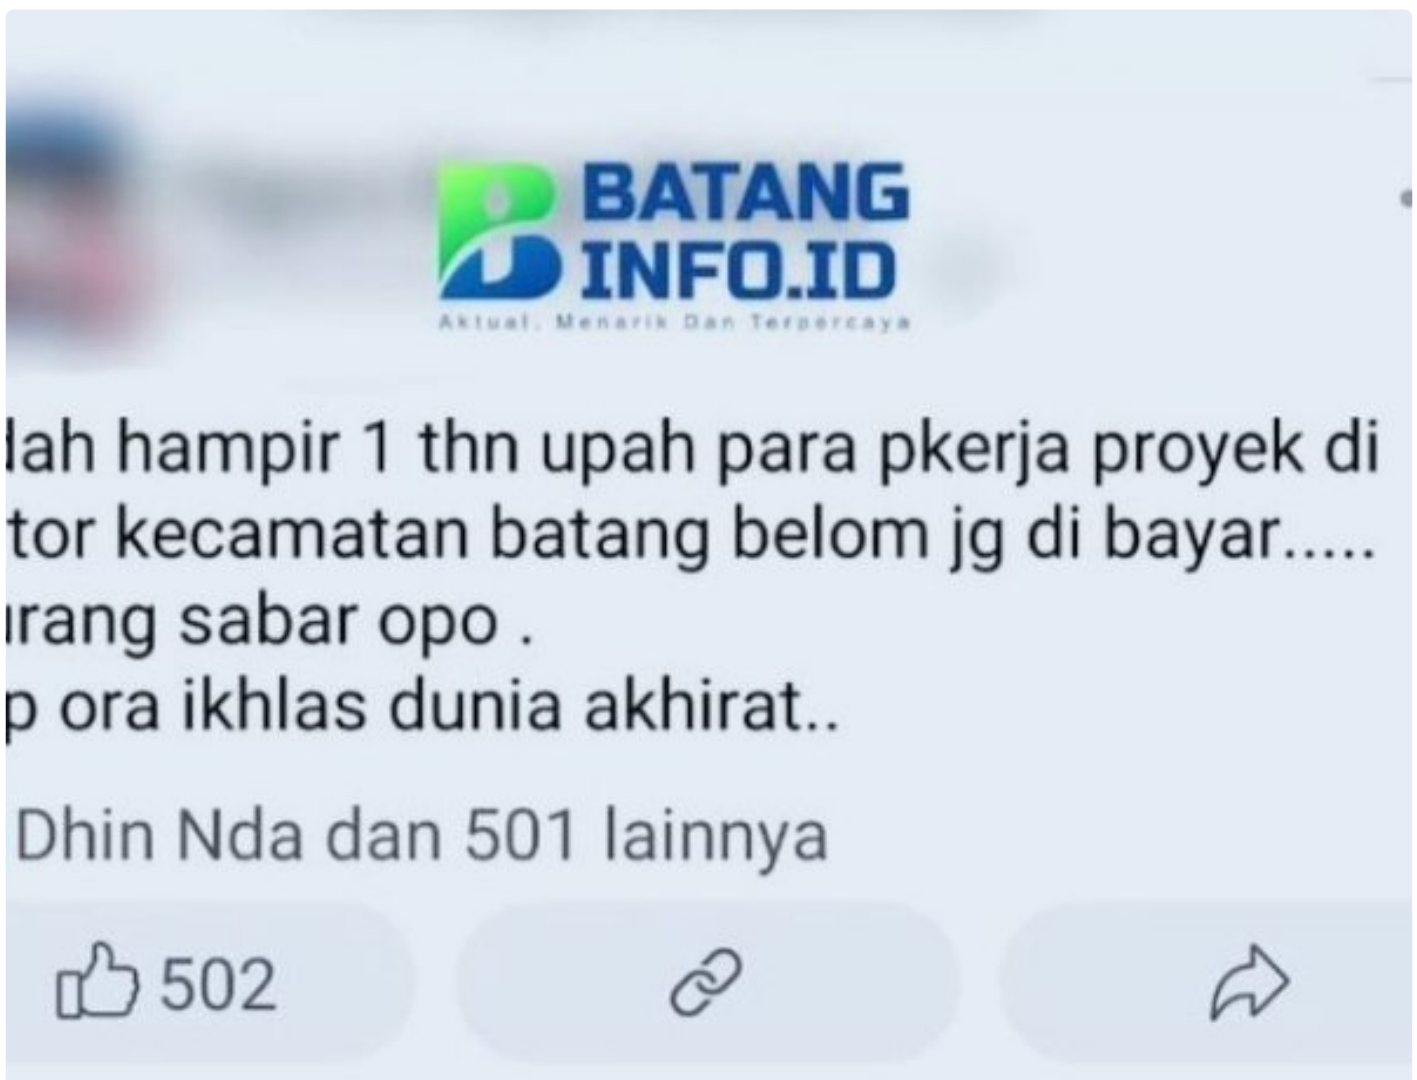 BATANG
INFO.ID
Aktual, Menarik Dan Terpercaya
dah hampir 1 thn upah para pkerja proyek di
tor kecamatan batang belom jg di bayar.....
urang sabar opo .
p ora ikhlas dunia akhirat..
Dhin Nda dan 501 lainnya
502